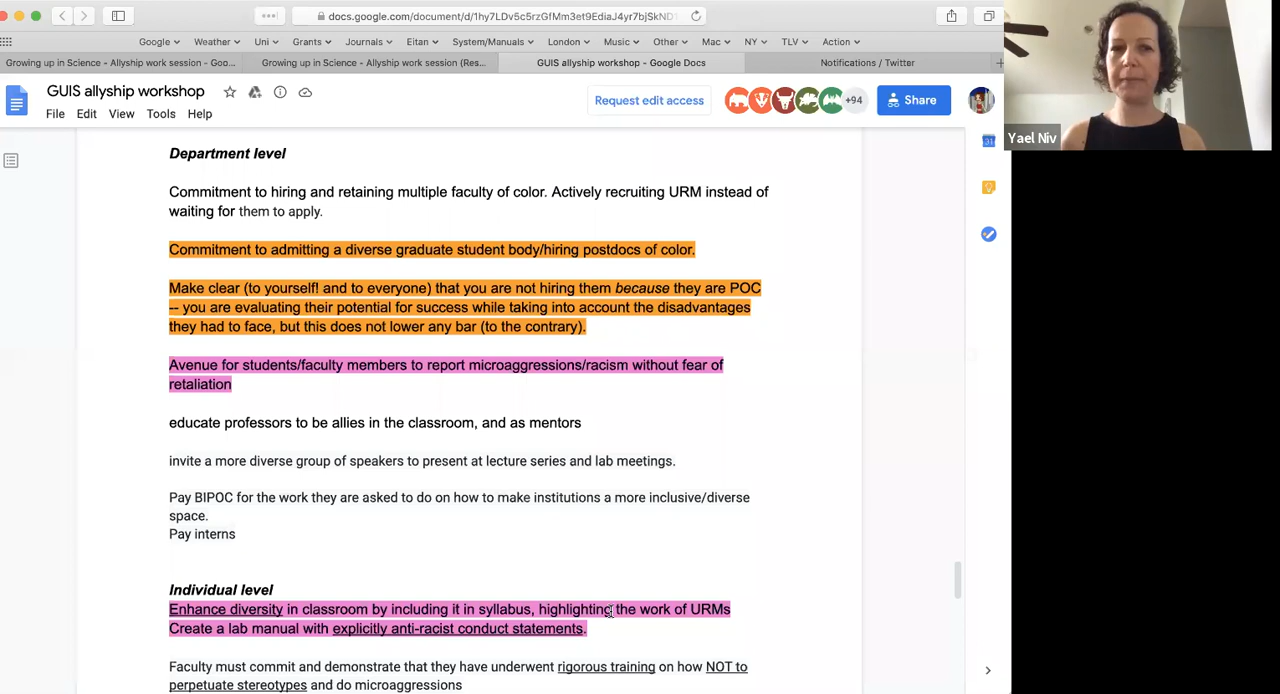 docs.google.com/document/d/1hy7LDv5c5rzGfMm3et9EdiaJ4yr7bjSkND
Google Weather Uni Grants Journals Eitan System/Manuals London Music Other Mac NY TLV Action
Growing up in Science - Allyship work session - Goo... Growing up in Science - Allyship work session (Res... GUIS allyship workshop - Google Docs Notifications / Twitter
GUIS allyship workshop
Request edit access
+94
Share
File Edit View Tools Help
Yael Niv
31
Department level
Commitment to hiring and retaining multiple faculty of color. Actively recruiting URM instead of
waiting for them to apply.
Commitment to admitting a diverse graduate student body/hiring postdocs of color.
Make clear (to yourself! and to everyone) that you are not hiring them because they are POC
-- you are evaluating their potential for success while taking into account the disadvantages
they had to face, but this does not lower any bar (to the contrary).
Avenue for students/faculty members to report microaggressions/racism without fear of
retaliation
educate professors to be allies in the classroom, and as mentors
invite a more diverse group of speakers to present at lecture series and lab meetings.
Pay BIPOC for the work they are asked to do on how to make institutions a more inclusive/diverse
space.
Pay interns
Individual level
Enhance diversity in classroom by including it in syllabus, highlighting the work of URMs
Create a lab manual with explicitly anti-racist conduct statements.
Faculty must commit and demonstrate that they have underwent rigorous training on how NOT to
perpetuate stereotypes and do microaggressions